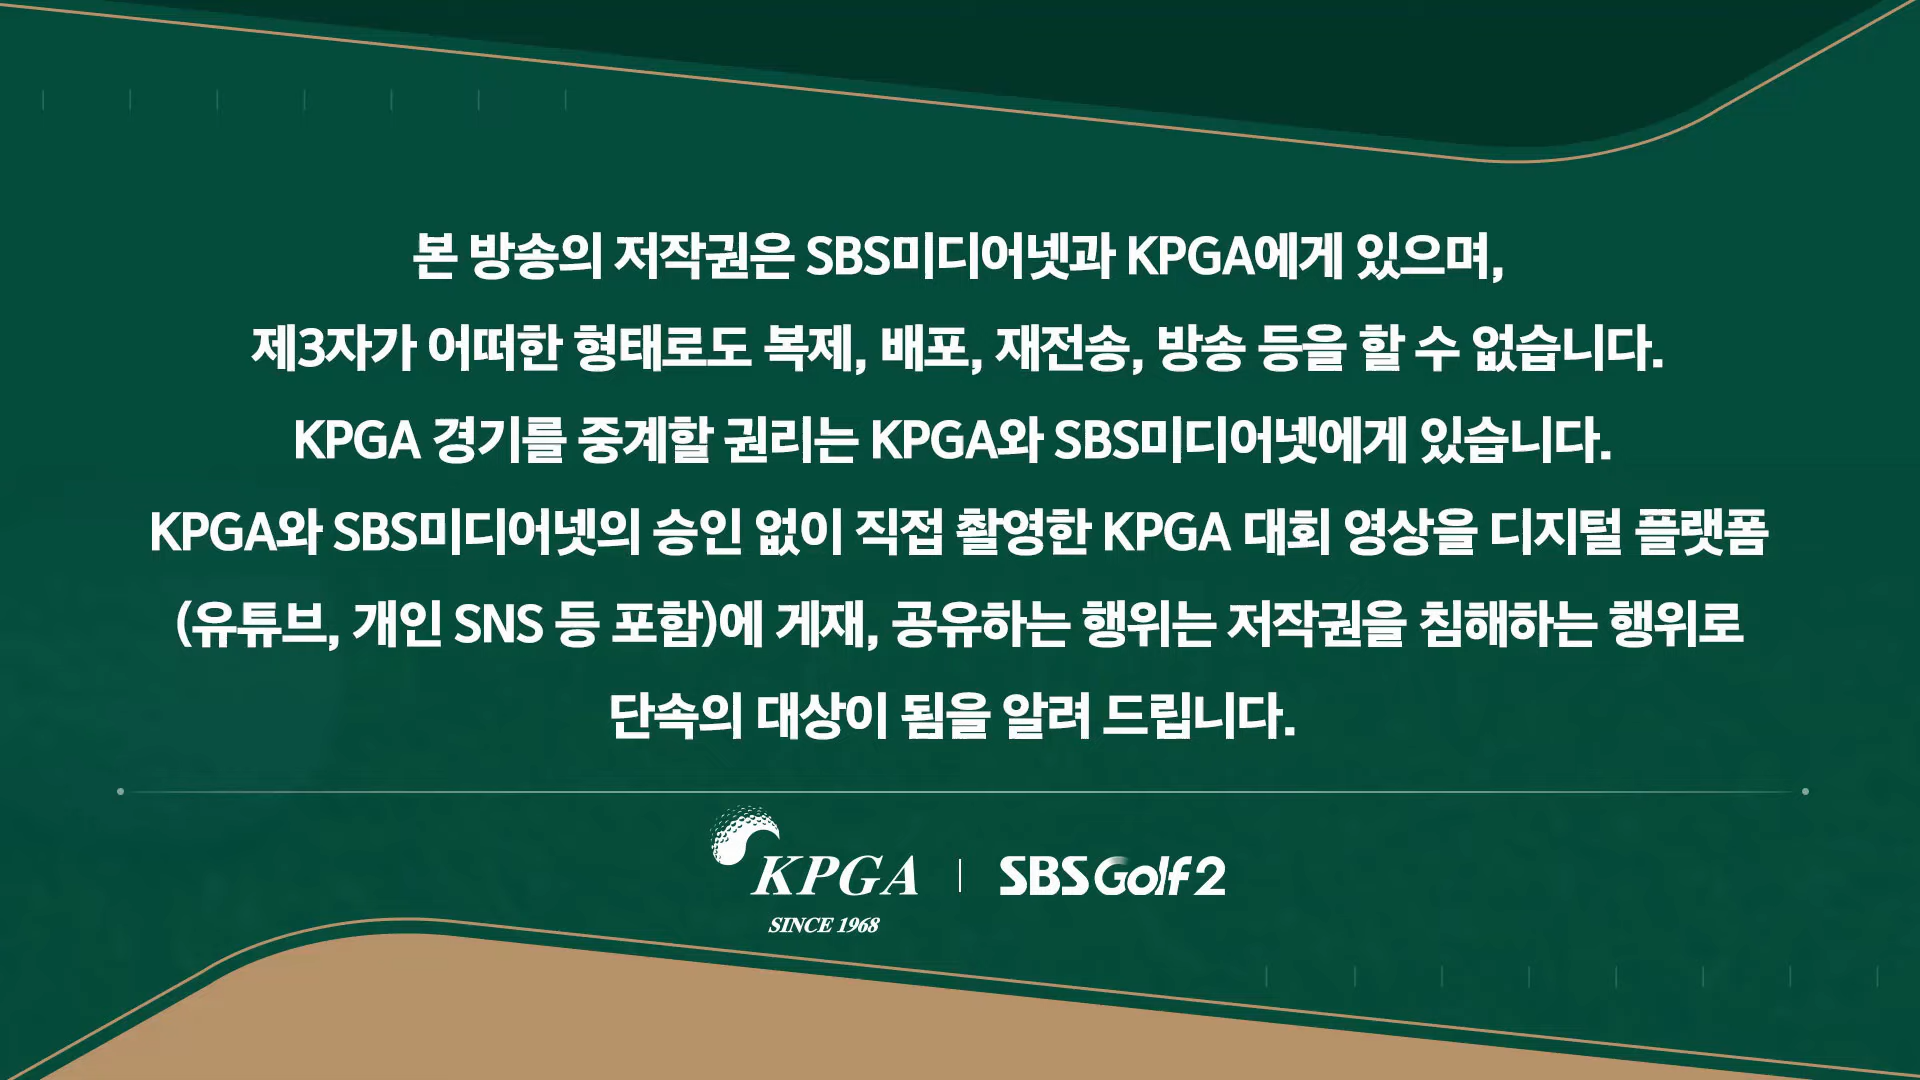 본 방송의 저작권은 SBS미디어넷과 KPGA에게 있으며,
제3자가 어떠한 형태로도 복제, 배포, 재전송, 방송 등을 할 수 없습니다.
KPGA 경기를 중계할 권리는 KPGA와 SBS미디어넷에게 있습니다.
KPGA와 SBS미디어넷의 승인 없이 직접 촬영한 KPGA 대회 영상을 디지털 플랫폼
(유튜브, 개인 SNS 등 포함)에 게재, 공유하는 행위는 저작권을 침해하는 행위로
단속의 대상이 됨을 알려 드립니다.
KPGA
SINCE 1968
SBS Golf 2